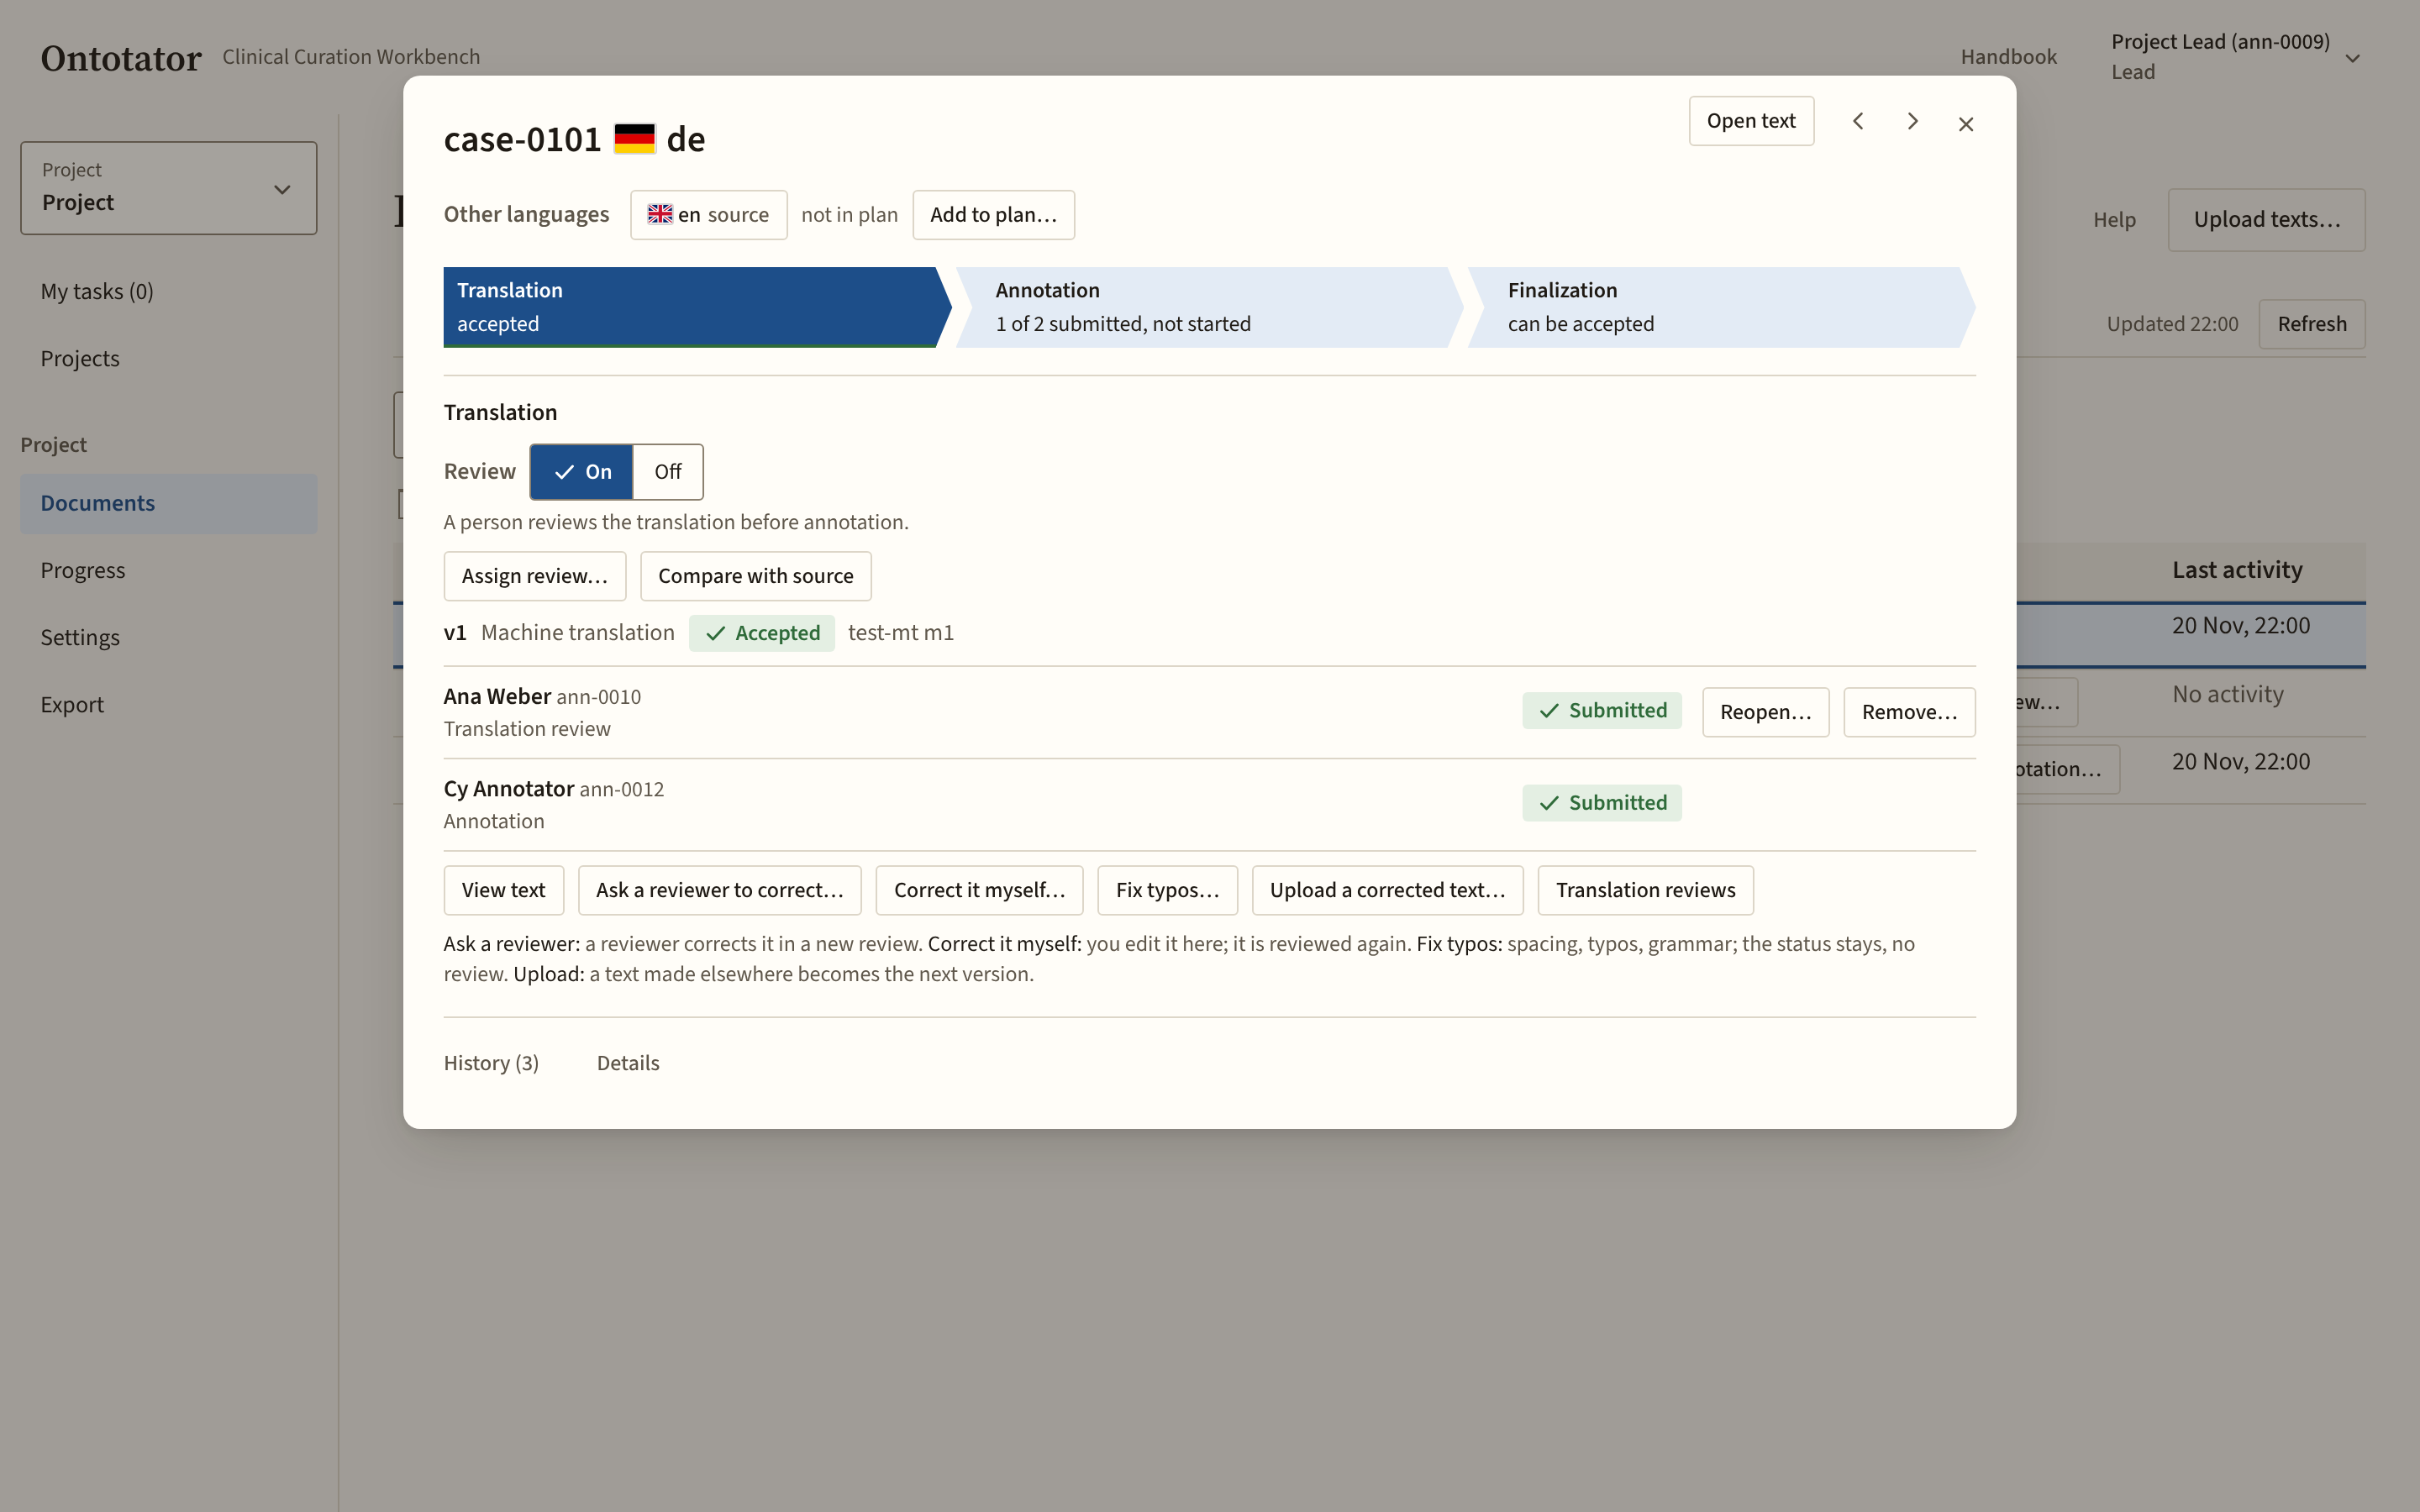 Ontotator Clinical Curation Workbench
Handbook
Project Lead (ann-0009)
Lead
Project
Project
My tasks (0)
Projects
Project
Documents
Progress
Settings
Export
Help
Upload texts…
Updated 22:00
Refresh
Last activity
20 Nov, 22:00
ew…
No activity
otation…
20 Nov, 22:00
case-0101 de
Open text
Other languages
en source
not in plan
Add to plan…
Translation
accepted
Annotation
1 of 2 submitted, not started
Finalization
can be accepted
Translation
Review
On
Off
A person reviews the translation before annotation.
Assign review…
Compare with source
v1 Machine translation Accepted test-mt m1
Ana Weber ann-0010
Translation review
Submitted
Reopen…
Remove…
Cy Annotator ann-0012
Annotation
Submitted
View text
Ask a reviewer to correct…
Correct it myself…
Fix typos…
Upload a corrected text…
Translation reviews
Ask a reviewer: a reviewer corrects it in a new review. Correct it myself: you edit it here; it is reviewed again. Fix typos: spacing, typos, grammar; the status stays, no
review. Upload: a text made elsewhere becomes the next version.
History (3)
Details